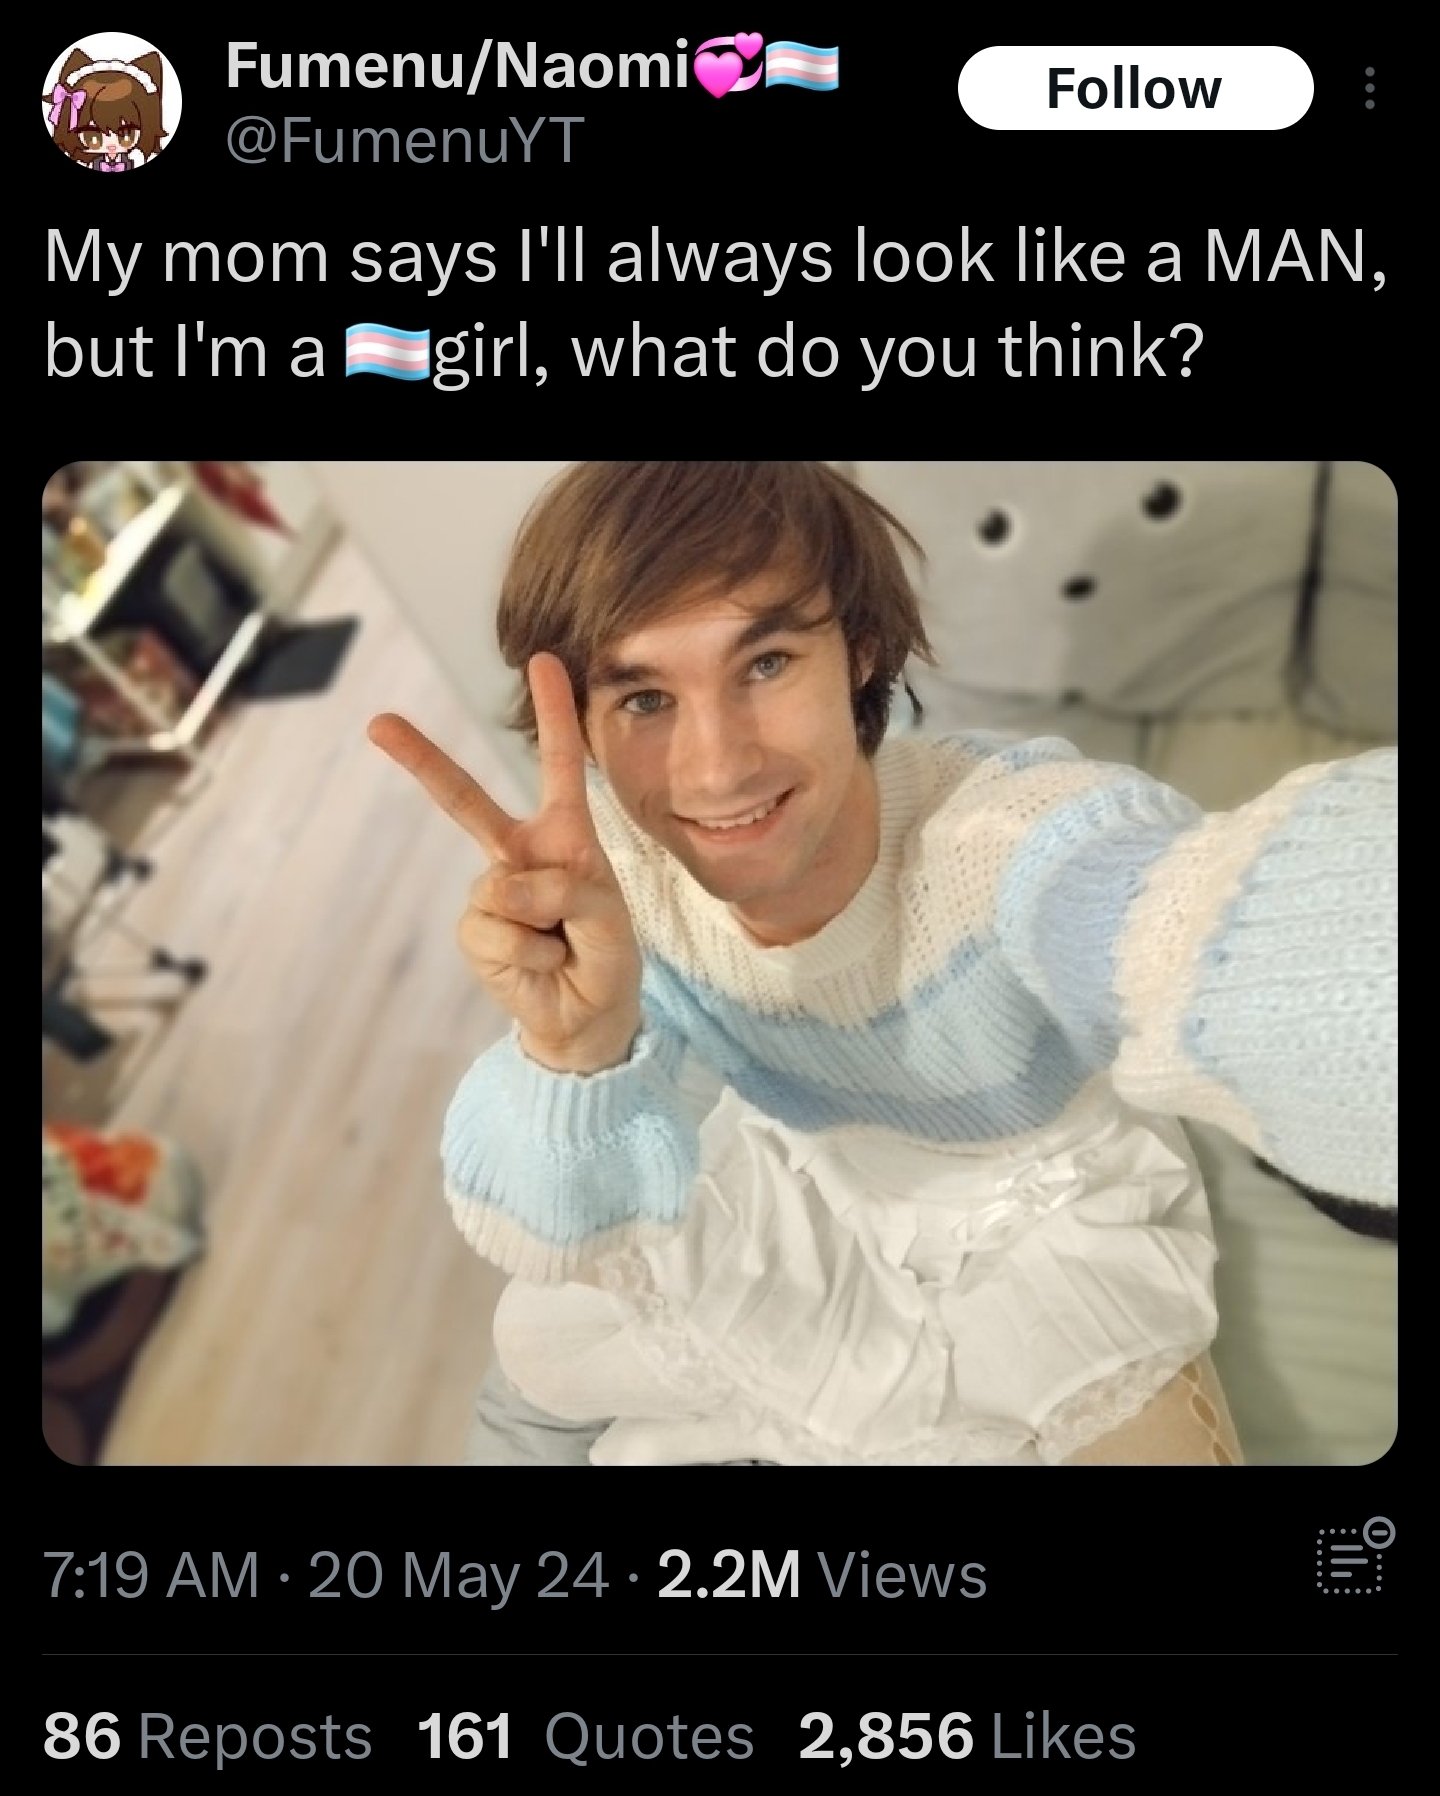 Fumenu/Naomi💞🏳️‍⚧️
Follow
@FumenuYT
My mom says I'll always look like a MAN,
but I'm a 🏳️‍⚧️girl, what do you think?
7:19 AM · 20 May 24 · 2.2M Views
86 Reposts 161 Quotes 2,856 Likes